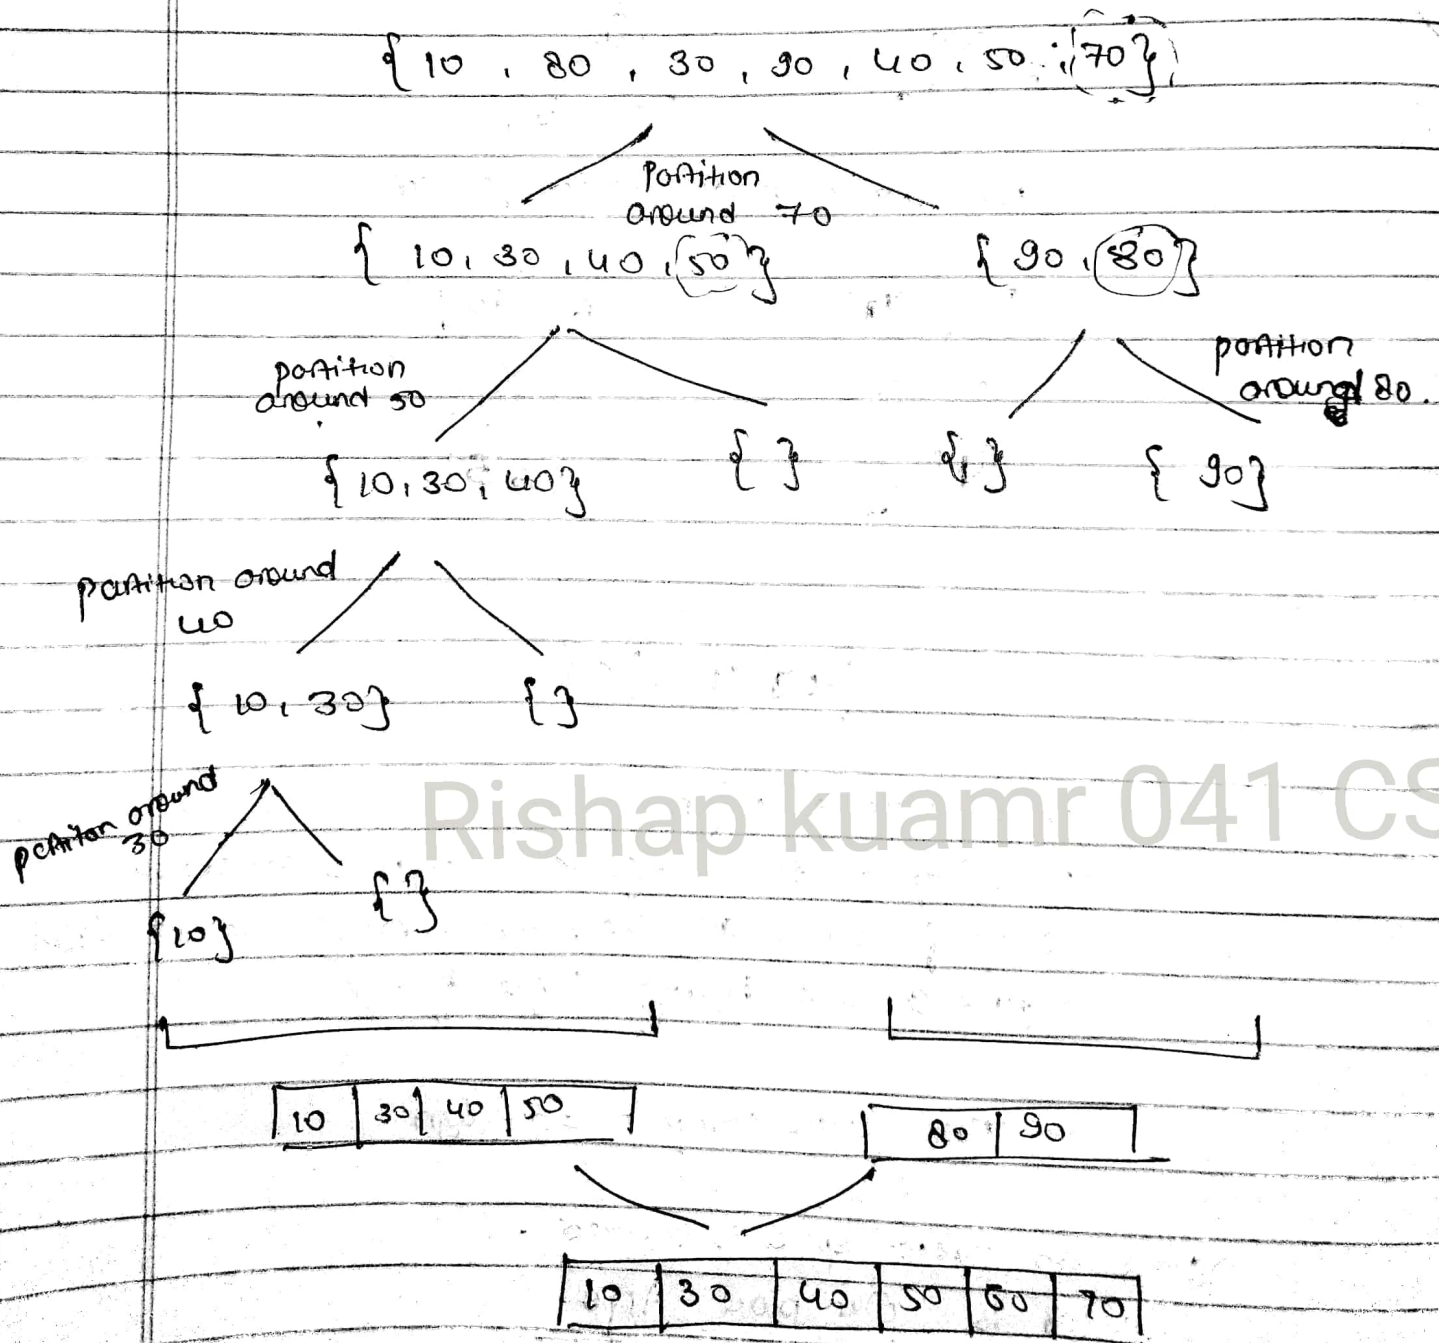 { 10 , 80 , 30 , 90 , 40 , 50 , 70 }
Partition
around 70
{ 10, 30, 40, 50 } { 90, 80 }
partition
around 50
partition
around 80.
{ 10, 30, 40 } { } { } { 90 }
partition around
40
{ 10, 30 } { }
partiton around
30
{ 10 } { }
Rishap kuamr 041 CS
10 30 40 50
80 90
10 30 40 50 60 70